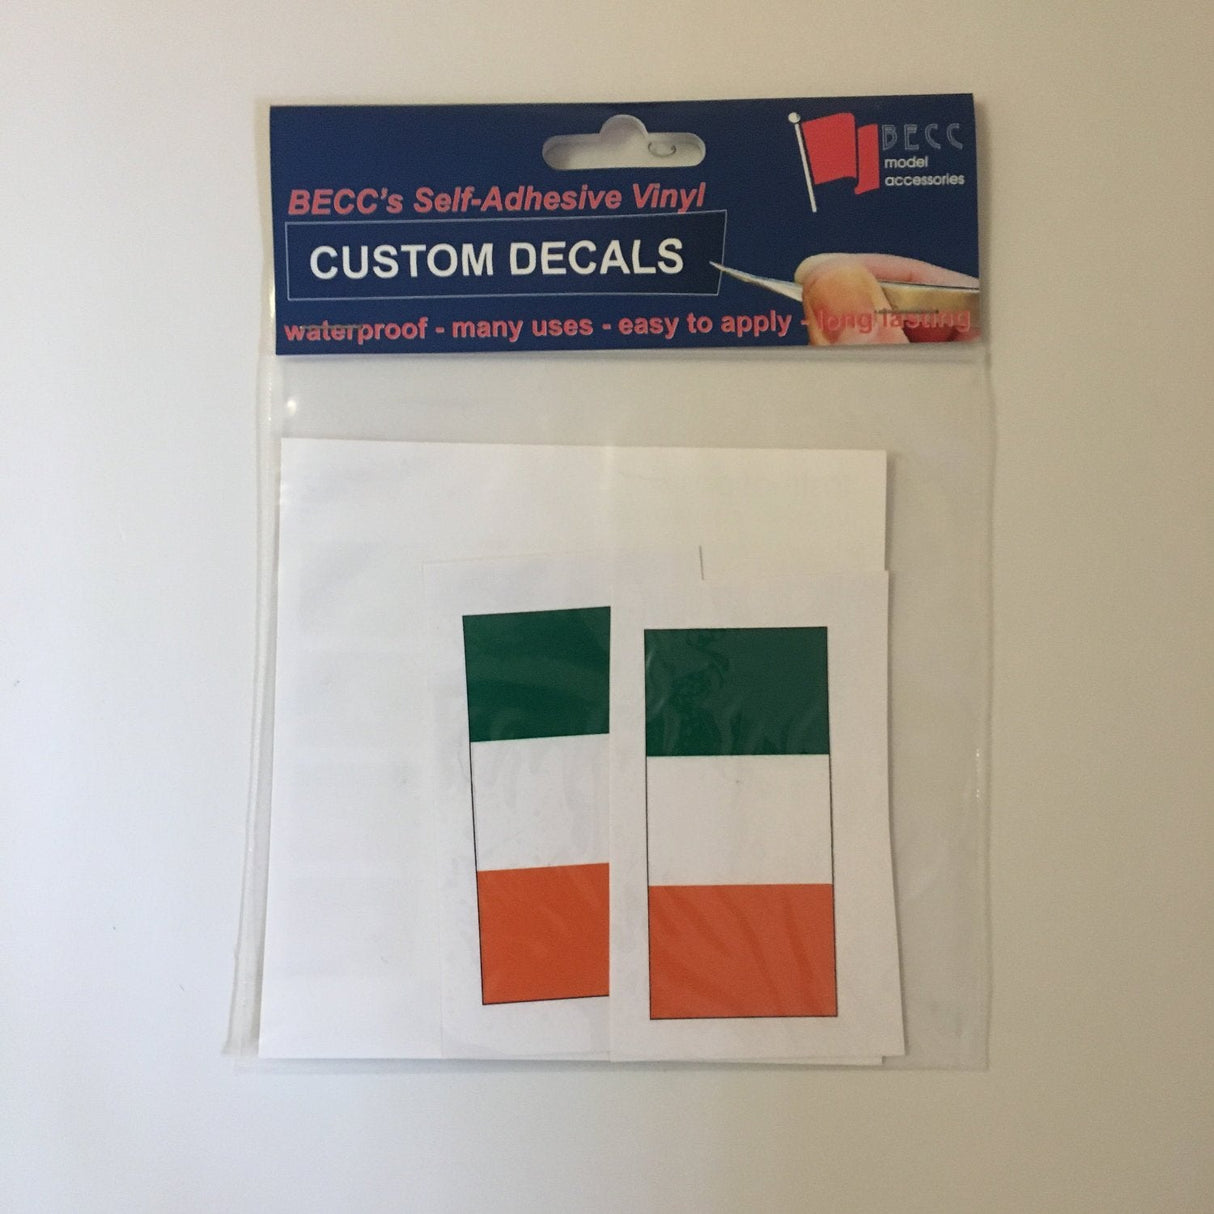 BECC
model
accessories
BECC's Self-Adhesive Vinyl
CUSTOM DECALS
waterproof - many uses - easy to apply - long lasting